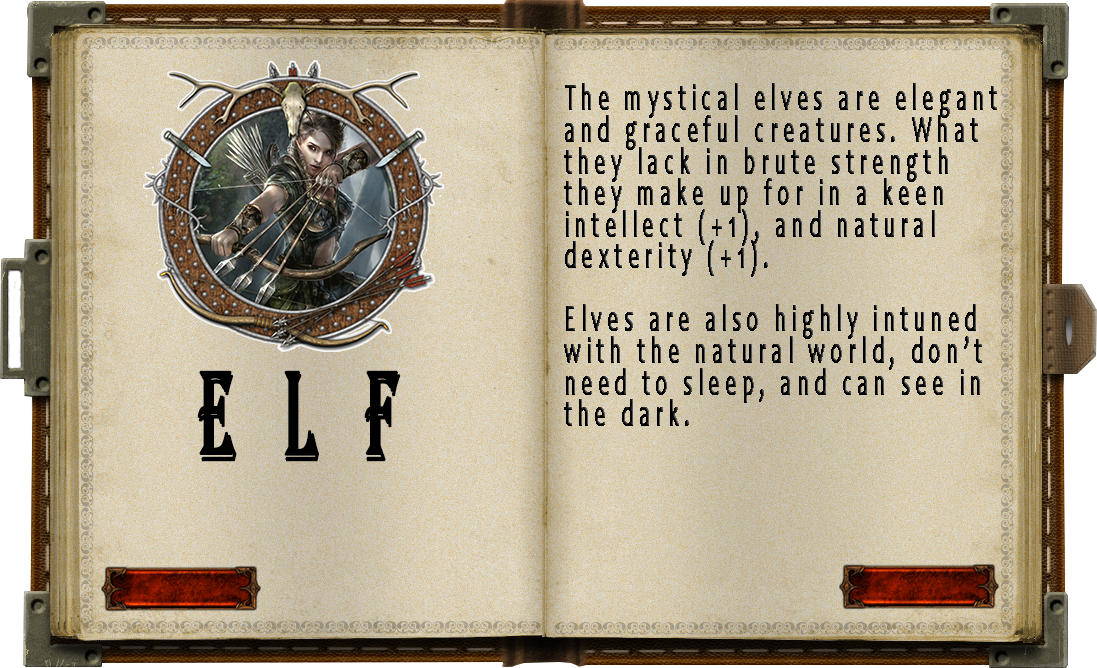 ELF
The mystical elves are elegant
and graceful creatures. What
they lack in brute strength
they make up for in a keen
intellect (+1), and natural
dexterity (+1).
Elves are also highly intuned
with the natural world, don't
need to sleep, and can see in
the dark.